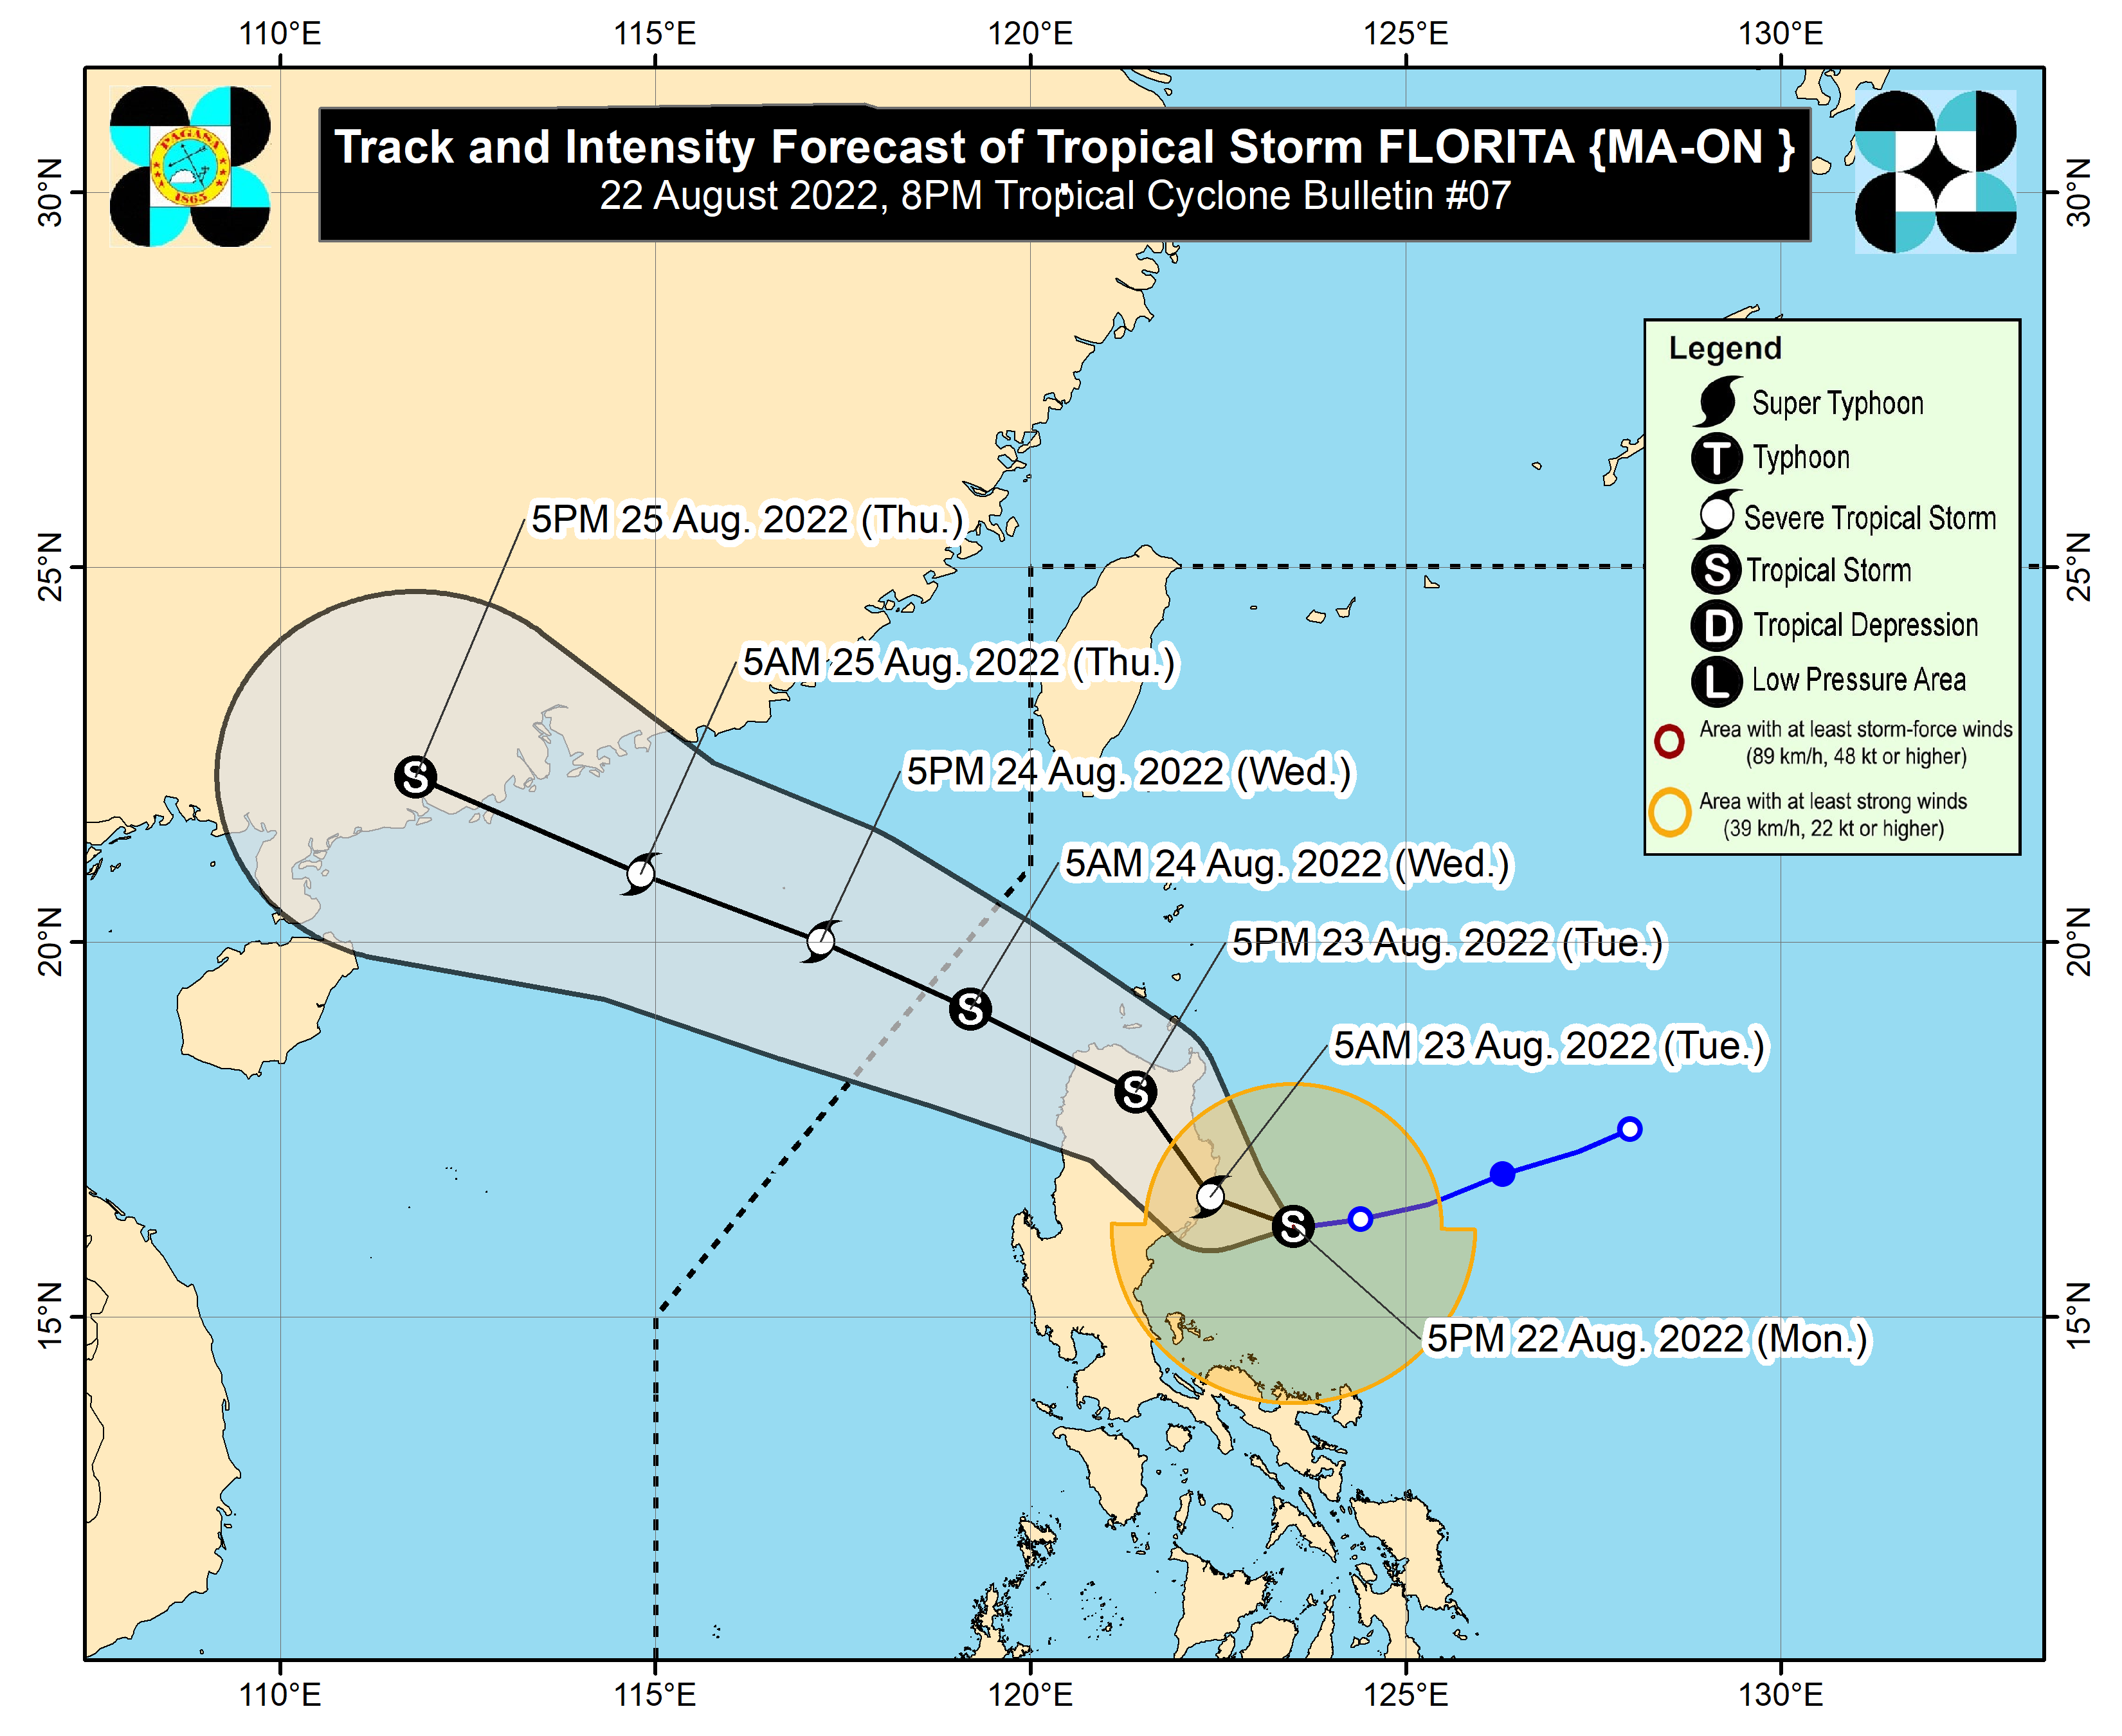 110°E 115°E 120°E 125°E 130°E
PAGASA
1865
Track and Intensity Forecast of Tropical Storm FLORITA {MA-ON }
22 August 2022, 8PM Tropical Cyclone Bulletin #07
30°N 30°N
Legend
Super Typhoon
T Typhoon
Severe Tropical Storm
S Tropical Storm
D Tropical Depression
L Low Pressure Area
Area with at least storm-force winds
(89 km/h, 48 kt or higher)
Area with at least strong winds
(39 km/h, 22 kt or higher)
5PM 25 Aug. 2022 (Thu.)
25°N 25°N
5AM 25 Aug. 2022 (Thu.)
5PM 24 Aug. 2022 (Wed.)
S
5AM 24 Aug. 2022 (Wed.)
5PM 23 Aug. 2022 (Tue.)
20°N 20°N
S
5AM 23 Aug. 2022 (Tue.)
S
S
15°N 15°N
5PM 22 Aug. 2022 (Mon.)
110°E 115°E 120°E 125°E 130°E